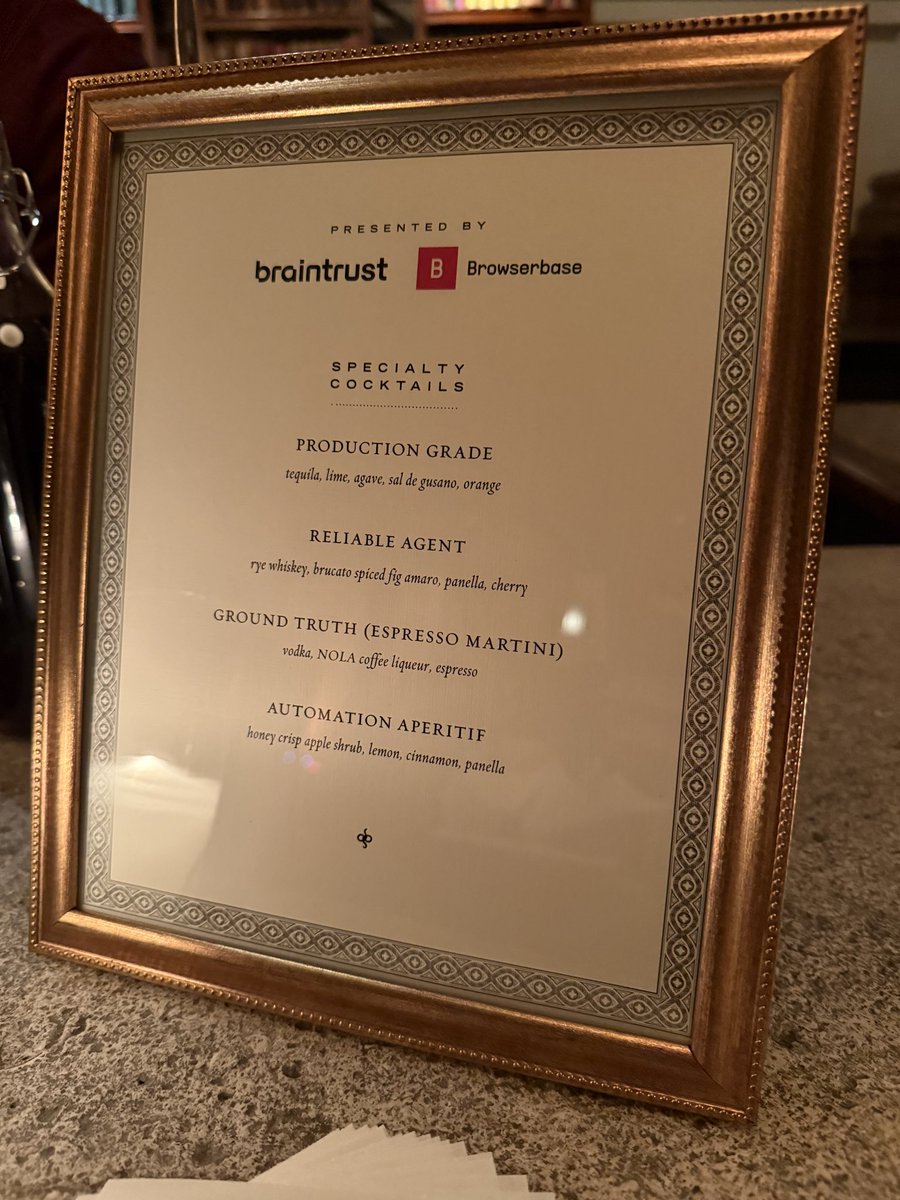 PRESENTED BY
braintrust B Browserbase
SPECIALTY
COCKTAILS
PRODUCTION GRADE
tequila, lime, agave, sal de gusano, orange
RELIABLE AGENT
rye whiskey, brucato spiced fig amaro, panella, cherry
GROUND TRUTH (ESPRESSO MARTINI)
vodka, NOLA coffee liqueur, espresso
AUTOMATION APERITIF
honey crisp apple shrub, lemon, cinnamon, panella